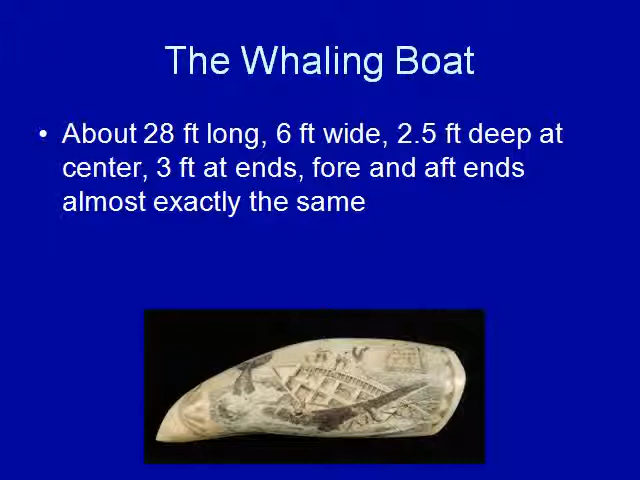 The Whaling Boat
• About 28 ft long, 6 ft wide, 2.5 ft deep at
center, 3 ft at ends, fore and aft ends
almost exactly the same